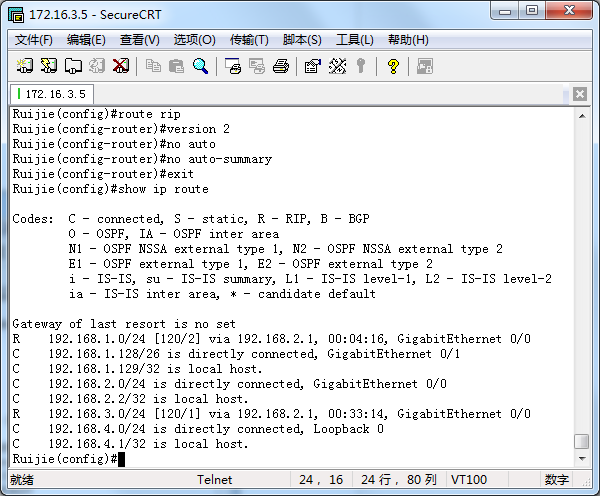 172.16.3.5 - SecureCRT
文件(F) 编辑(E) 查看(V) 选项(O) 传输(T) 脚本(S) 工具(L) 帮助(H)
172.16.3.5
Ruijie(config)#route rip
Ruijie(config-router)#version 2
Ruijie(config-router)#no auto
Ruijie(config-router)#no auto-summary
Ruijie(config-router)#exit
Ruijie(config)#show ip route
Codes:  C - connected, S - static, R - RIP, B - BGP
        O - OSPF, IA - OSPF inter area
        N1 - OSPF NSSA external type 1, N2 - OSPF NSSA external type 2
        E1 - OSPF external type 1, E2 - OSPF external type 2
        i - IS-IS, su - IS-IS summary, L1 - IS-IS level-1, L2 - IS-IS level-2
        ia - IS-IS inter area, * - candidate default
Gateway of last resort is no set
R    192.168.1.0/24 [120/2] via 192.168.2.1, 00:04:16, GigabitEthernet 0/0
C    192.168.1.128/26 is directly connected, GigabitEthernet 0/1
C    192.168.1.129/32 is local host.
C    192.168.2.0/24 is directly connected, GigabitEthernet 0/0
C    192.168.2.2/32 is local host.
R    192.168.3.0/24 [120/1] via 192.168.2.1, 00:33:14, GigabitEthernet 0/0
C    192.168.4.0/24 is directly connected, Loopback 0
C    192.168.4.1/32 is local host.
Ruijie(config)#
就绪 Telnet 24, 16 24 行, 80 列 VT100 数字